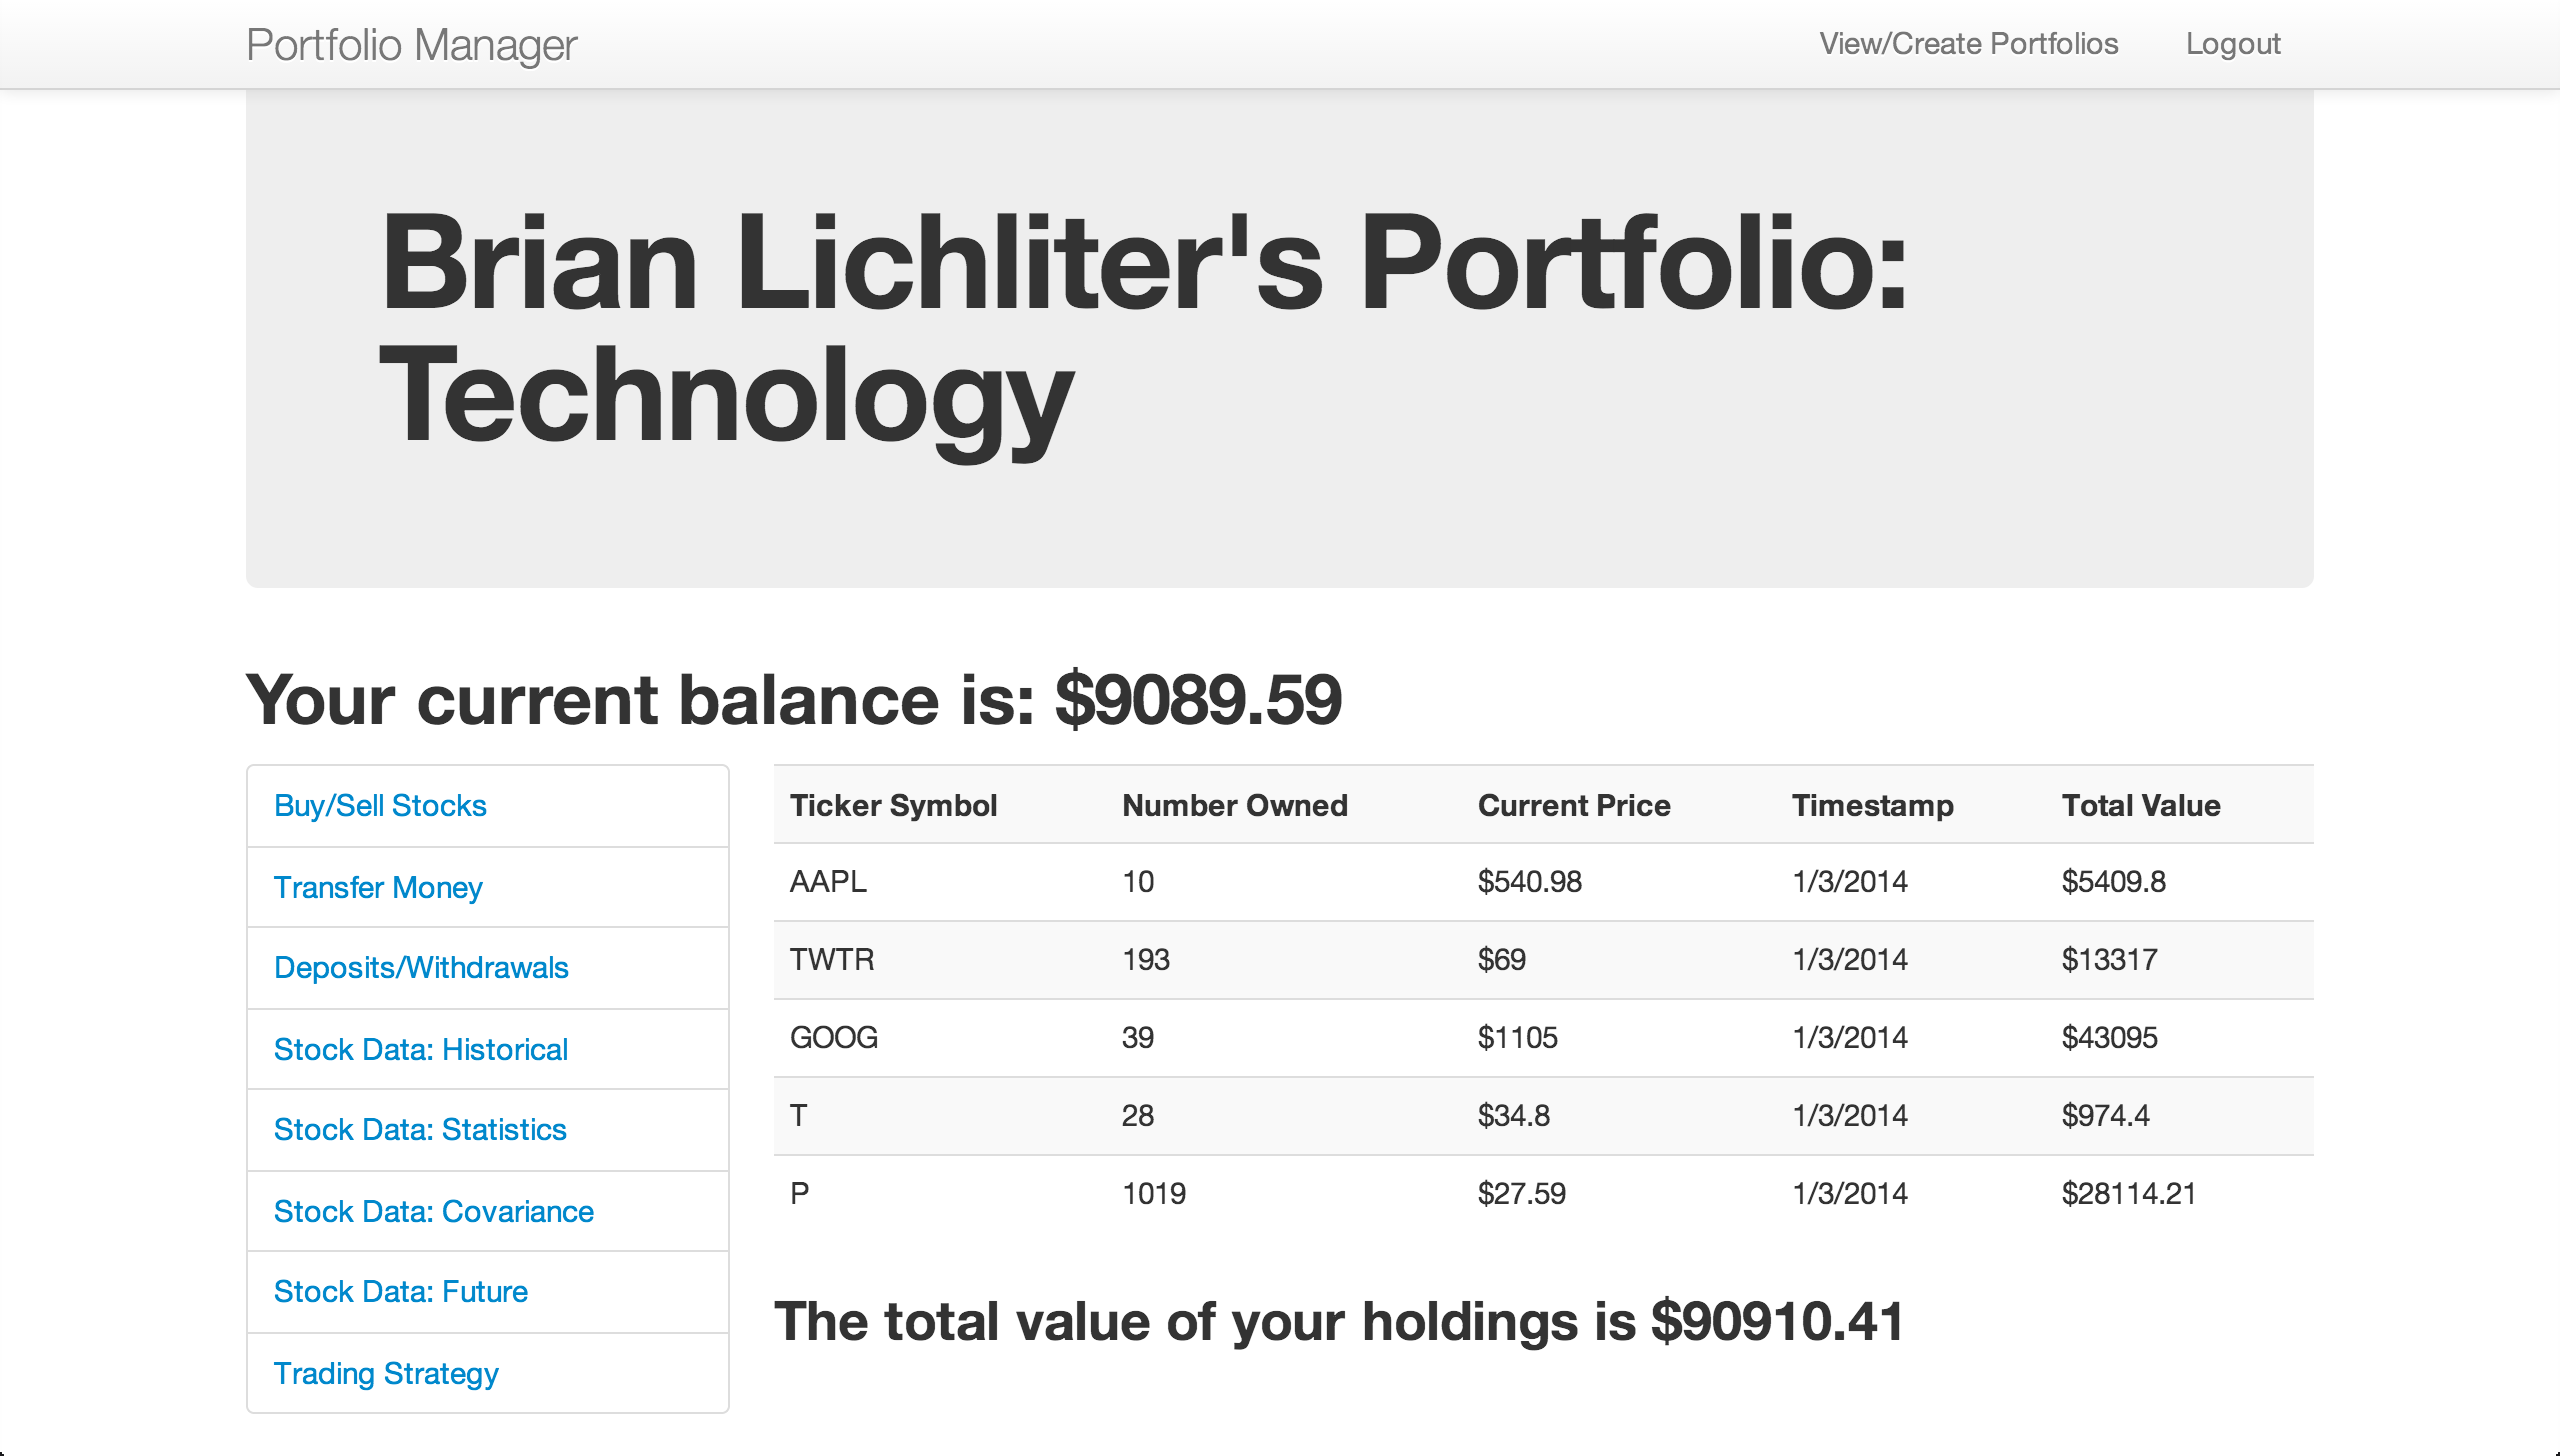 Portfolio Manager View/Create Portfolios Logout
Brian Lichliter's Portfolio:
Technology
Your current balance is: $9089.59
Buy/Sell Stocks
Transfer Money
Deposits/Withdrawals
Stock Data: Historical
Stock Data: Statistics
Stock Data: Covariance
Stock Data: Future
Trading Strategy
Ticker Symbol Number Owned Current Price Timestamp Total Value
AAPL 10 $540.98 1/3/2014 $5409.8
TWTR 193 $69 1/3/2014 $13317
GOOG 39 $1105 1/3/2014 $43095
T 28 $34.8 1/3/2014 $974.4
P 1019 $27.59 1/3/2014 $28114.21
The total value of your holdings is $90910.41